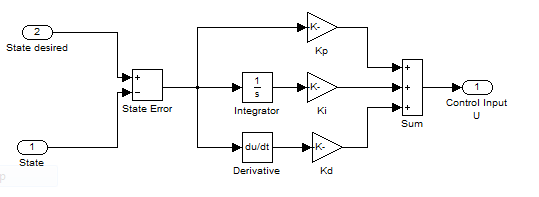 2
State desired
+
−
State Error
1
State
K-
Kp
1
s
Integrator
K-
Ki
du/dt
Derivative
K-
Kd
+
+
+
Sum
1
Control Input
U
p